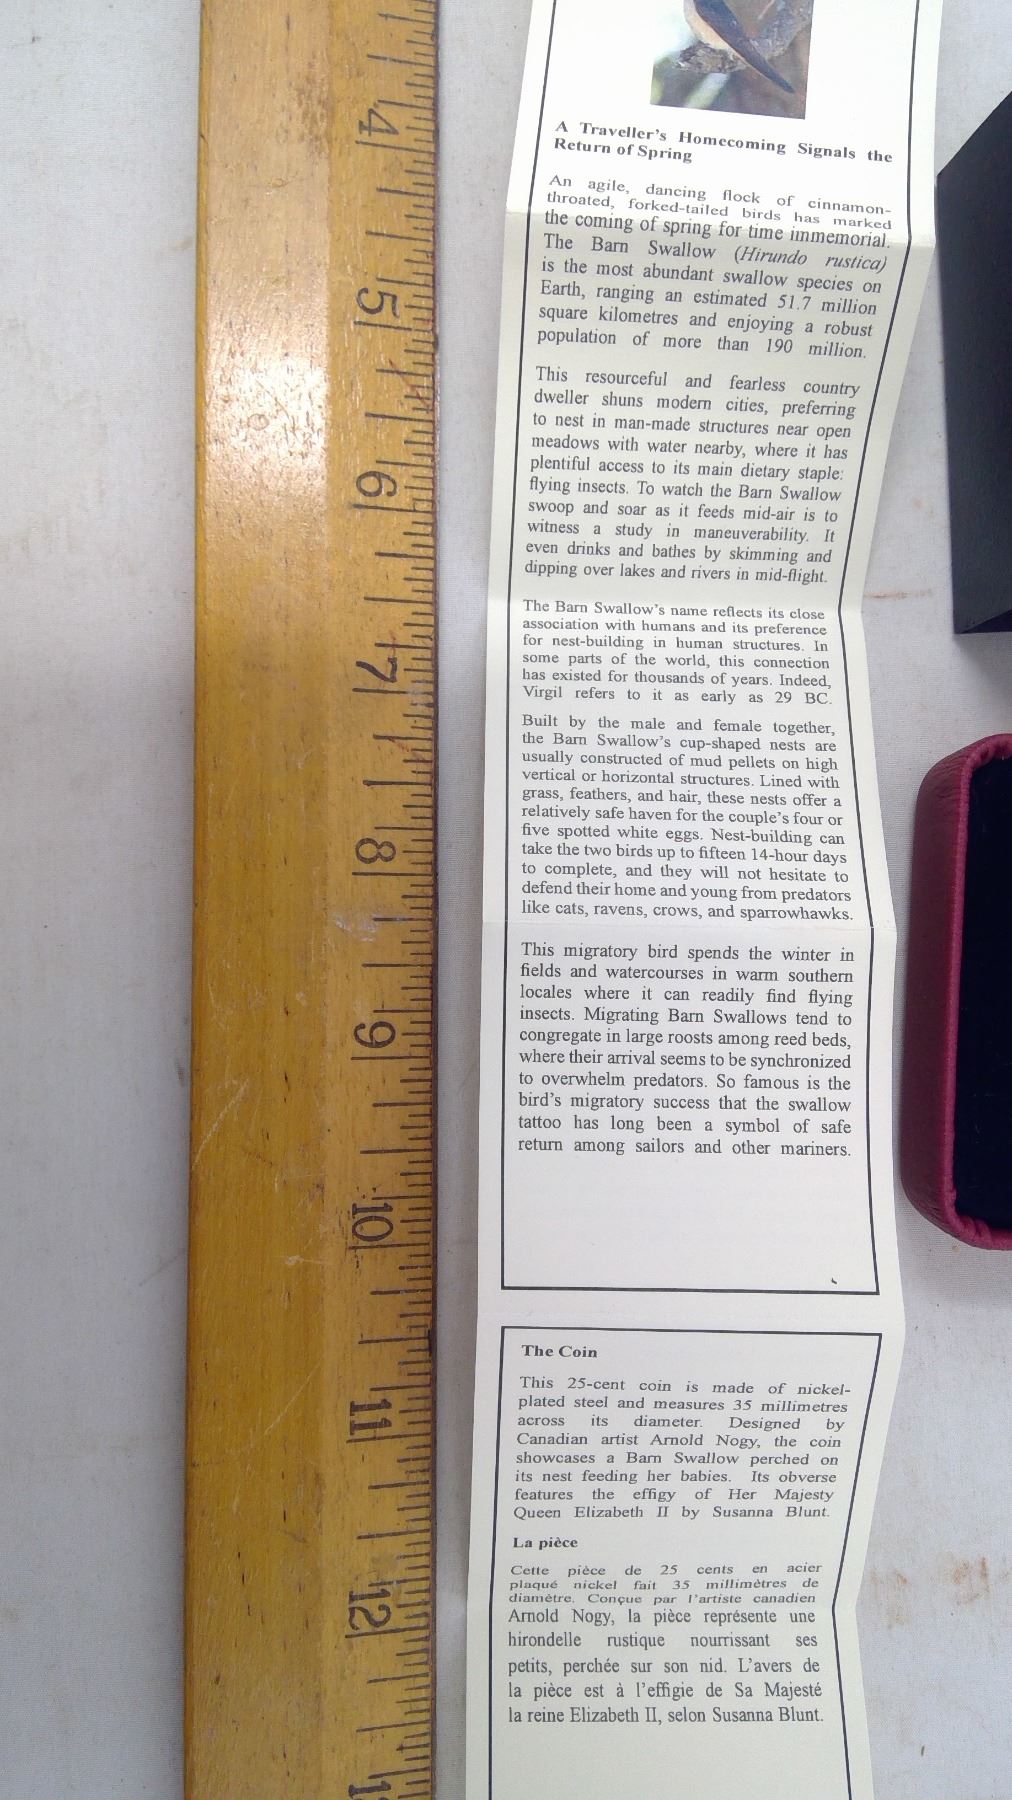 4
5
6
7
8
9
10
11
12
A Traveller's Homecoming Signals the
Return of Spring
An agile, dancing flock of cinnamon-
throated, forked-tailed birds has marked
the coming of spring for time immemorial.
The Barn Swallow (Hirundo rustica)
is the most abundant swallow species on
Earth, ranging an estimated 51.7 million
square kilometres and enjoying a robust
population of more than 190 million.
This resourceful and fearless country
dweller shuns modern cities, preferring
to nest in man-made structures near open
meadows with water nearby, where it has
plentiful access to its main dietary staple:
flying insects. To watch the Barn Swallow
swoop and soar as it feeds mid-air is to
witness a study in maneuverability. It
even drinks and bathes by skimming and
dipping over lakes and rivers in mid-flight.
The Barn Swallow's name reflects its close
association with humans and its preference
for nest-building in human structures. In
some parts of the world, this connection
has existed for thousands of years. Indeed,
Virgil refers to it as early as 29 BC.
Built by the male and female together,
the Barn Swallow's cup-shaped nests are
usually constructed of mud pellets on high
vertical or horizontal structures. Lined with
grass, feathers, and hair, these nests offer a
relatively safe haven for the couple's four or
five spotted white eggs. Nest-building can
take the two birds up to fifteen 14-hour days
to complete, and they will not hesitate to
defend their home and young from predators
like cats, ravens, crows, and sparrowhawks.
This migratory bird spends the winter in
fields and watercourses in warm southern
locales where it can readily find flying
insects. Migrating Barn Swallows tend to
congregate in large roosts among reed beds,
where their arrival seems to be synchronized
to overwhelm predators. So famous is the
bird's migratory success that the swallow
tattoo has long been a symbol of safe
return among sailors and other mariners.
The Coin
This 25-cent coin is made of nickel-
plated steel and measures 35 millimetres
across its diameter. Designed by
Canadian artist Arnold Nogy, the coin
showcases a Barn Swallow perched on
its nest feeding her babies. Its obverse
features the effigy of Her Majesty
Queen Elizabeth II by Susanna Blunt.
La pièce
Cette pièce de 25 cents en acier
plaqué nickel fait 35 millimètres de
diamètre. Conçue par l'artiste canadien
Arnold Nogy, la pièce représente une
hirondelle rustique nourrissant ses
petits, perchée sur son nid. L'avers de
la pièce est à l'effigie de Sa Majesté
la reine Elizabeth II, selon Susanna Blunt.